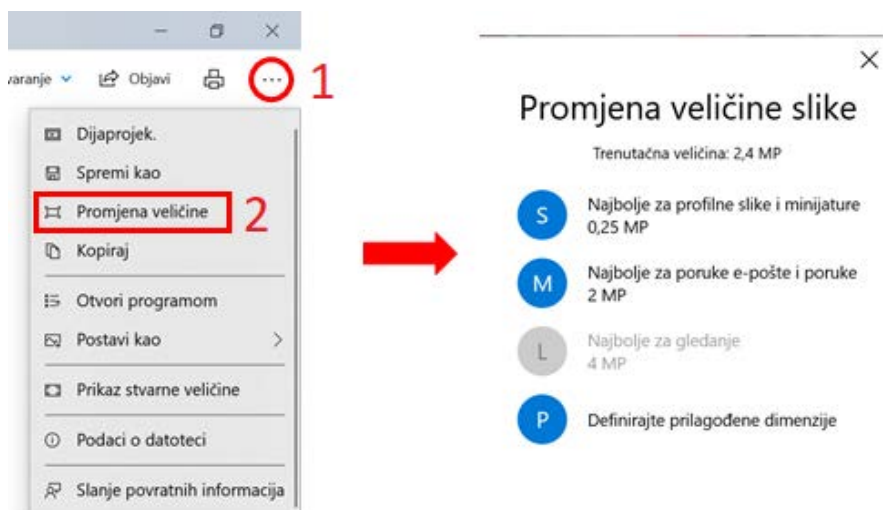 varanje Objavi ... 1
Dijaprojek.
Spremi kao
Promjena veličine 2
Kopiraj
Otvori programom
Postavi kao
Prikaz stvarne veličine
Podaci o datoteci
Slanje povratnih informacija
Promjena veličine slike
Trenutačna veličina: 2,4 MP
S Najbolje za profilne slike i minijature
0,25 MP
M Najbolje za poruke e-pošte i poruke
2 MP
L Najbolje za gledanje
4 MP
P Definirajte prilagođene dimenzije